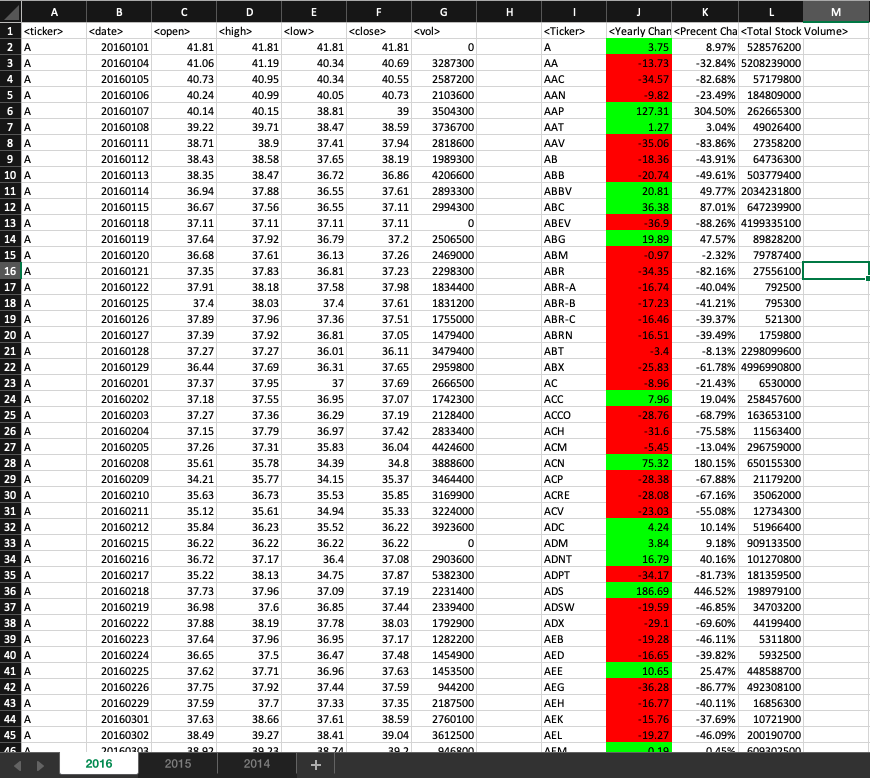 A B C D E F G H I J K L M
1 <ticker> <date> <open> <high> <low> <close> <vol> <Ticker> <Yearly Chan <Precent Cha <Total Stock Volume>
2 A 20160101 41.81 41.81 41.81 41.81 0 A 3.75 8.97% 528576200
3 A 20160104 41.06 41.19 40.34 40.69 3287300 AA -13.73 -32.84% 5208239000
4 A 20160105 40.73 40.95 40.34 40.55 2587200 AAC -34.57 -82.68% 57179800
5 A 20160106 40.24 40.99 40.05 40.73 2103600 AAN -9.82 -23.49% 184809000
6 A 20160107 40.14 40.15 38.81 39 3504300 AAP 127.31 304.50% 262665300
7 A 20160108 39.22 39.71 38.47 38.59 3736700 AAT 1.27 3.04% 49026400
8 A 20160111 38.71 38.9 37.41 37.94 2818600 AAV -35.06 -83.86% 27358200
9 A 20160112 38.43 38.58 37.65 38.19 1989300 AB -18.36 -43.91% 64736300
10 A 20160113 38.35 38.47 36.72 36.86 4206600 ABB -20.74 -49.61% 503779400
11 A 20160114 36.94 37.88 36.55 37.61 2893300 ABBV 20.81 49.77% 2034231800
12 A 20160115 36.67 37.56 36.55 37.11 2994300 ABC 36.38 87.01% 647239900
13 A 20160118 37.11 37.11 37.11 37.11 0 ABEV -36.9 -88.26% 4199335100
14 A 20160119 37.64 37.92 36.79 37.2 2506500 ABG 19.89 47.57% 89828200
15 A 20160120 36.68 37.61 36.13 37.26 2469000 ABM -0.97 -2.32% 79787400
16 A 20160121 37.35 37.83 36.81 37.23 2298300 ABR -34.35 -82.16% 27556100
17 A 20160122 37.91 38.18 37.58 37.98 1834400 ABR-A -16.74 -40.04% 792500
18 A 20160125 37.4 38.03 37.4 37.61 1831200 ABR-B -17.23 -41.21% 795300
19 A 20160126 37.89 37.96 37.36 37.51 1755000 ABR-C -16.46 -39.37% 521300
20 A 20160127 37.39 37.92 36.81 37.05 1479400 ABRN -16.51 -39.49% 1759800
21 A 20160128 37.27 37.27 36.01 36.11 3479400 ABT -3.4 -8.13% 2298099600
22 A 20160129 36.44 37.69 36.31 37.65 2959800 ABX -25.83 -61.78% 4996990800
23 A 20160201 37.37 37.95 37 37.69 2666500 AC -8.96 -21.43% 6530000
24 A 20160202 37.18 37.55 36.95 37.07 1742300 ACC 7.96 19.04% 258457600
25 A 20160203 37.27 37.36 36.29 37.19 2128400 ACCO -28.76 -68.79% 163653100
26 A 20160204 37.15 37.79 36.97 37.42 2833400 ACH -31.6 -75.58% 11563400
27 A 20160205 37.26 37.31 35.83 36.04 4424600 ACM -5.45 -13.04% 296759000
28 A 20160208 35.61 35.78 34.39 34.8 3888600 ACN 75.32 180.15% 650155300
29 A 20160209 34.21 35.77 34.15 35.37 3464400 ACP -28.38 -67.88% 21179200
30 A 20160210 35.63 36.73 35.53 35.85 3169900 ACRE -28.08 -67.16% 35062000
31 A 20160211 35.12 35.61 34.94 35.33 3224000 ACV -23.03 -55.08% 12734300
32 A 20160212 35.84 36.23 35.52 36.22 3923600 ADC 4.24 10.14% 51966400
33 A 20160215 36.22 36.22 36.22 36.22 0 ADM 3.84 9.18% 909133500
34 A 20160216 36.72 37.17 36.4 37.08 2903600 ADNT 16.79 40.16% 101270800
35 A 20160217 35.22 38.13 34.75 37.87 5382300 ADPT -34.17 -81.73% 181359500
36 A 20160218 37.73 37.96 37.09 37.19 2231400 ADS 186.69 446.52% 198979100
37 A 20160219 36.98 37.6 36.85 37.44 2339400 ADSW -19.59 -46.85% 34703200
38 A 20160222 37.88 38.19 37.78 38.03 1792900 ADX -29.1 -69.60% 44199400
39 A 20160223 37.64 37.96 36.95 37.17 1282200 AEB -19.28 -46.11% 5311800
40 A 20160224 36.65 37.5 36.47 37.48 1454900 AED -16.65 -39.82% 5932500
41 A 20160225 37.62 37.71 36.96 37.63 1453500 AEE 10.65 25.47% 448588700
42 A 20160226 37.75 37.92 37.44 37.59 944200 AEG -36.28 -86.77% 492308100
43 A 20160229 37.59 37.7 37.33 37.35 2187500 AEH -16.77 -40.11% 16856300
44 A 20160301 37.63 38.66 37.61 38.59 2760100 AEK -15.76 -37.69% 10721900
45 A 20160302 38.49 39.27 38.41 39.04 3612500 AEL -19.27 -46.09% 200190700
46 A 20160303 38.92 39.23 38.74 39.2 946800 AEM 0.19 0.45% 609302500
2016 2015 2014 +